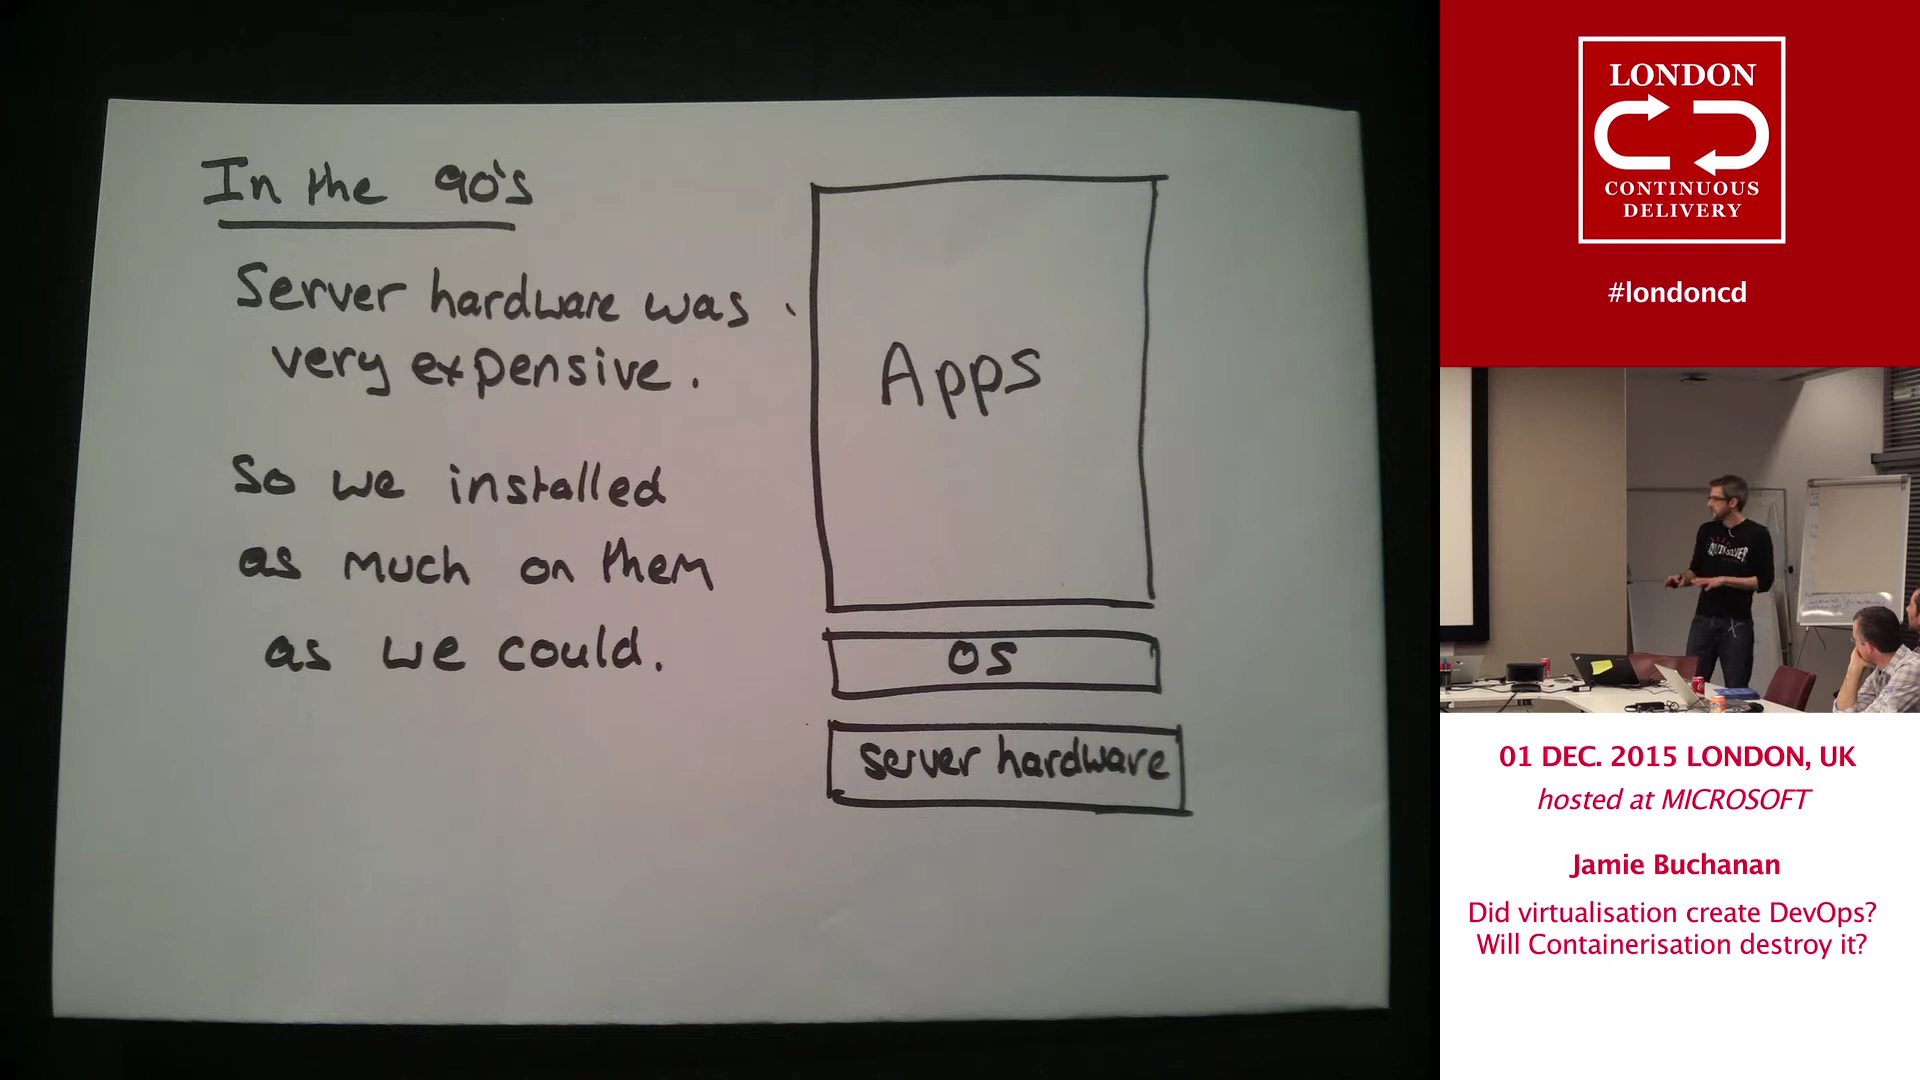 In the 90's
Server hardware was
very expensive.
So we installed
as much on them
as we could.
Apps
OS
Server hardware
LONDON
CONTINUOUS
DELIVERY
#londoncd
QUIKSILVER
01 DEC. 2015 LONDON, UK
hosted at MICROSOFT
Jamie Buchanan
Did virtualisation create DevOps?
Will Containerisation destroy it?